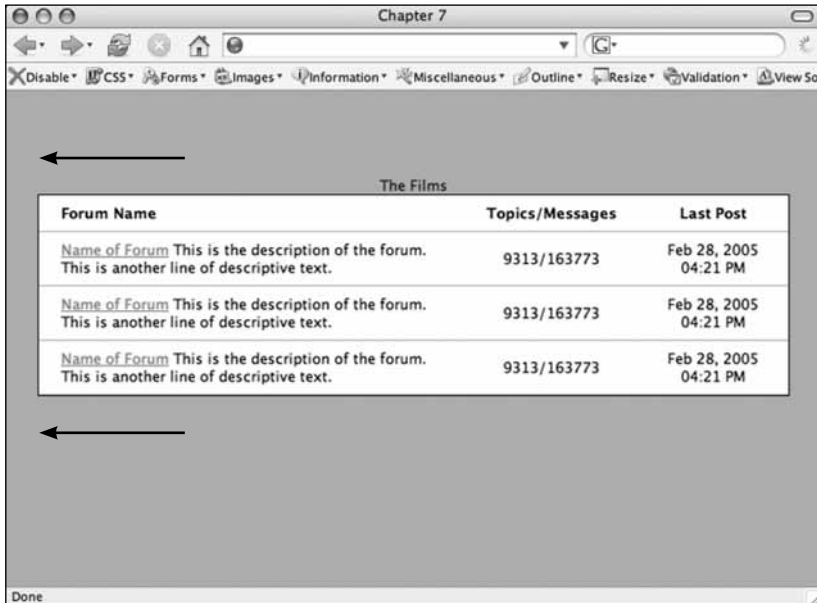 Chapter 7
G
Disable CSS Forms Images Information Miscellaneous Outline Resize Validation View So
The Films
Forum Name Topics/Messages Last Post
Name of Forum This is the description of the forum.
This is another line of descriptive text.
9313/163773
Feb 28, 2005
04:21 PM
Name of Forum This is the description of the forum.
This is another line of descriptive text.
9313/163773
Feb 28, 2005
04:21 PM
Name of Forum This is the description of the forum.
This is another line of descriptive text.
9313/163773
Feb 28, 2005
04:21 PM
Done